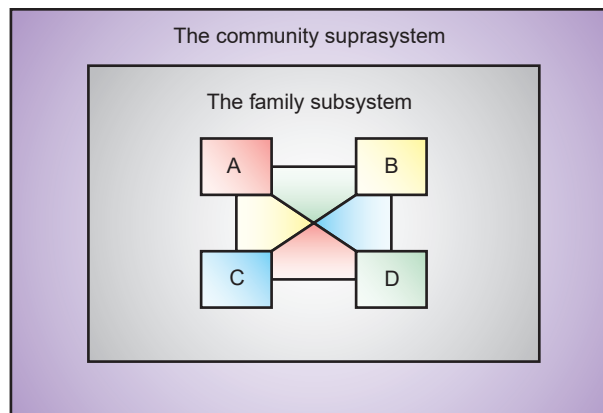 The community suprasystem
The family subsystem
A
B
C
D